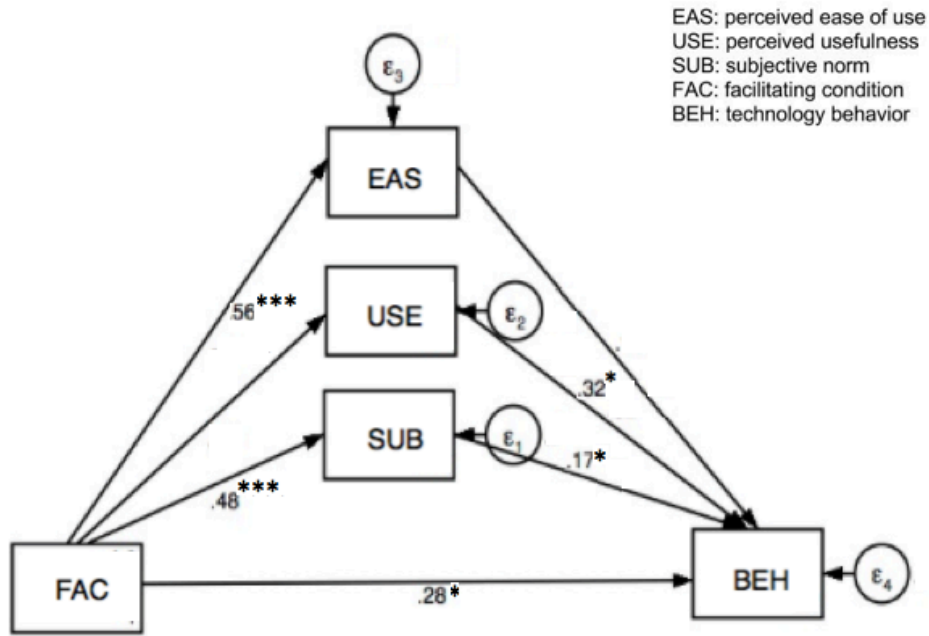 EAS: perceived ease of use
USE: perceived usefulness
SUB: subjective norm
FAC: facilitating condition
BEH: technology behavior
ε3
EAS
.56***
USE
ε2
.32*
SUB
ε1
.17*
.48***
FAC
.28*
BEH
ε4